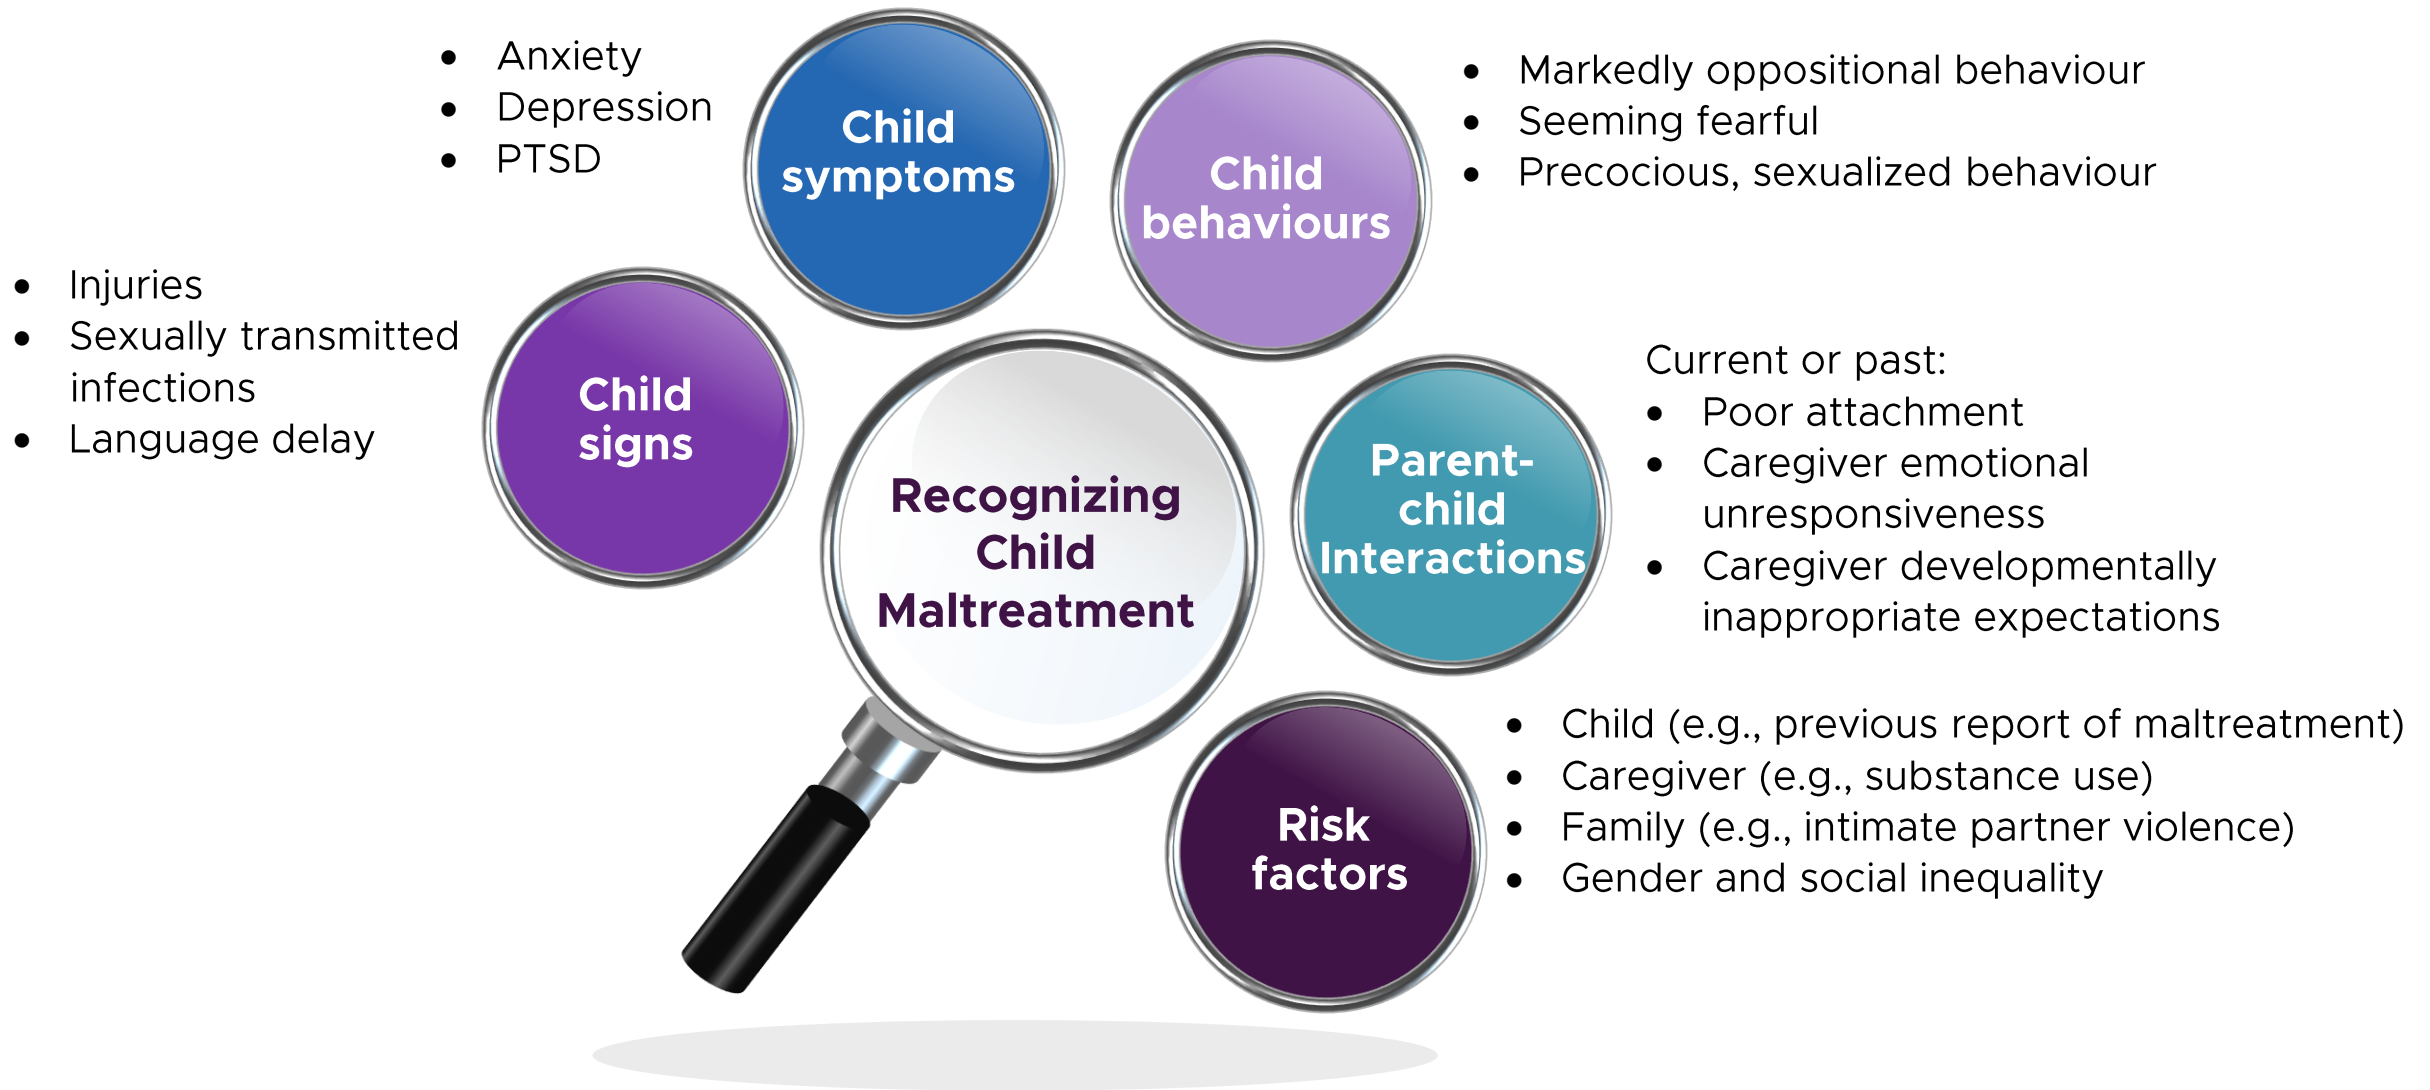 • Anxiety
• Depression
• PTSD
Child
symptoms
Child
behaviours
• Markedly oppositional behaviour
• Seeming fearful
• Precocious, sexualized behaviour
• Injuries
• Sexually transmitted
infections
• Language delay
Child
signs
Recognizing
Child
Maltreatment
Parent-
child
Interactions
Current or past:
• Poor attachment
• Caregiver emotional
unresponsiveness
• Caregiver developmentally
inappropriate expectations
Risk
factors
• Child (e.g., previous report of maltreatment)
• Caregiver (e.g., substance use)
• Family (e.g., intimate partner violence)
• Gender and social inequality